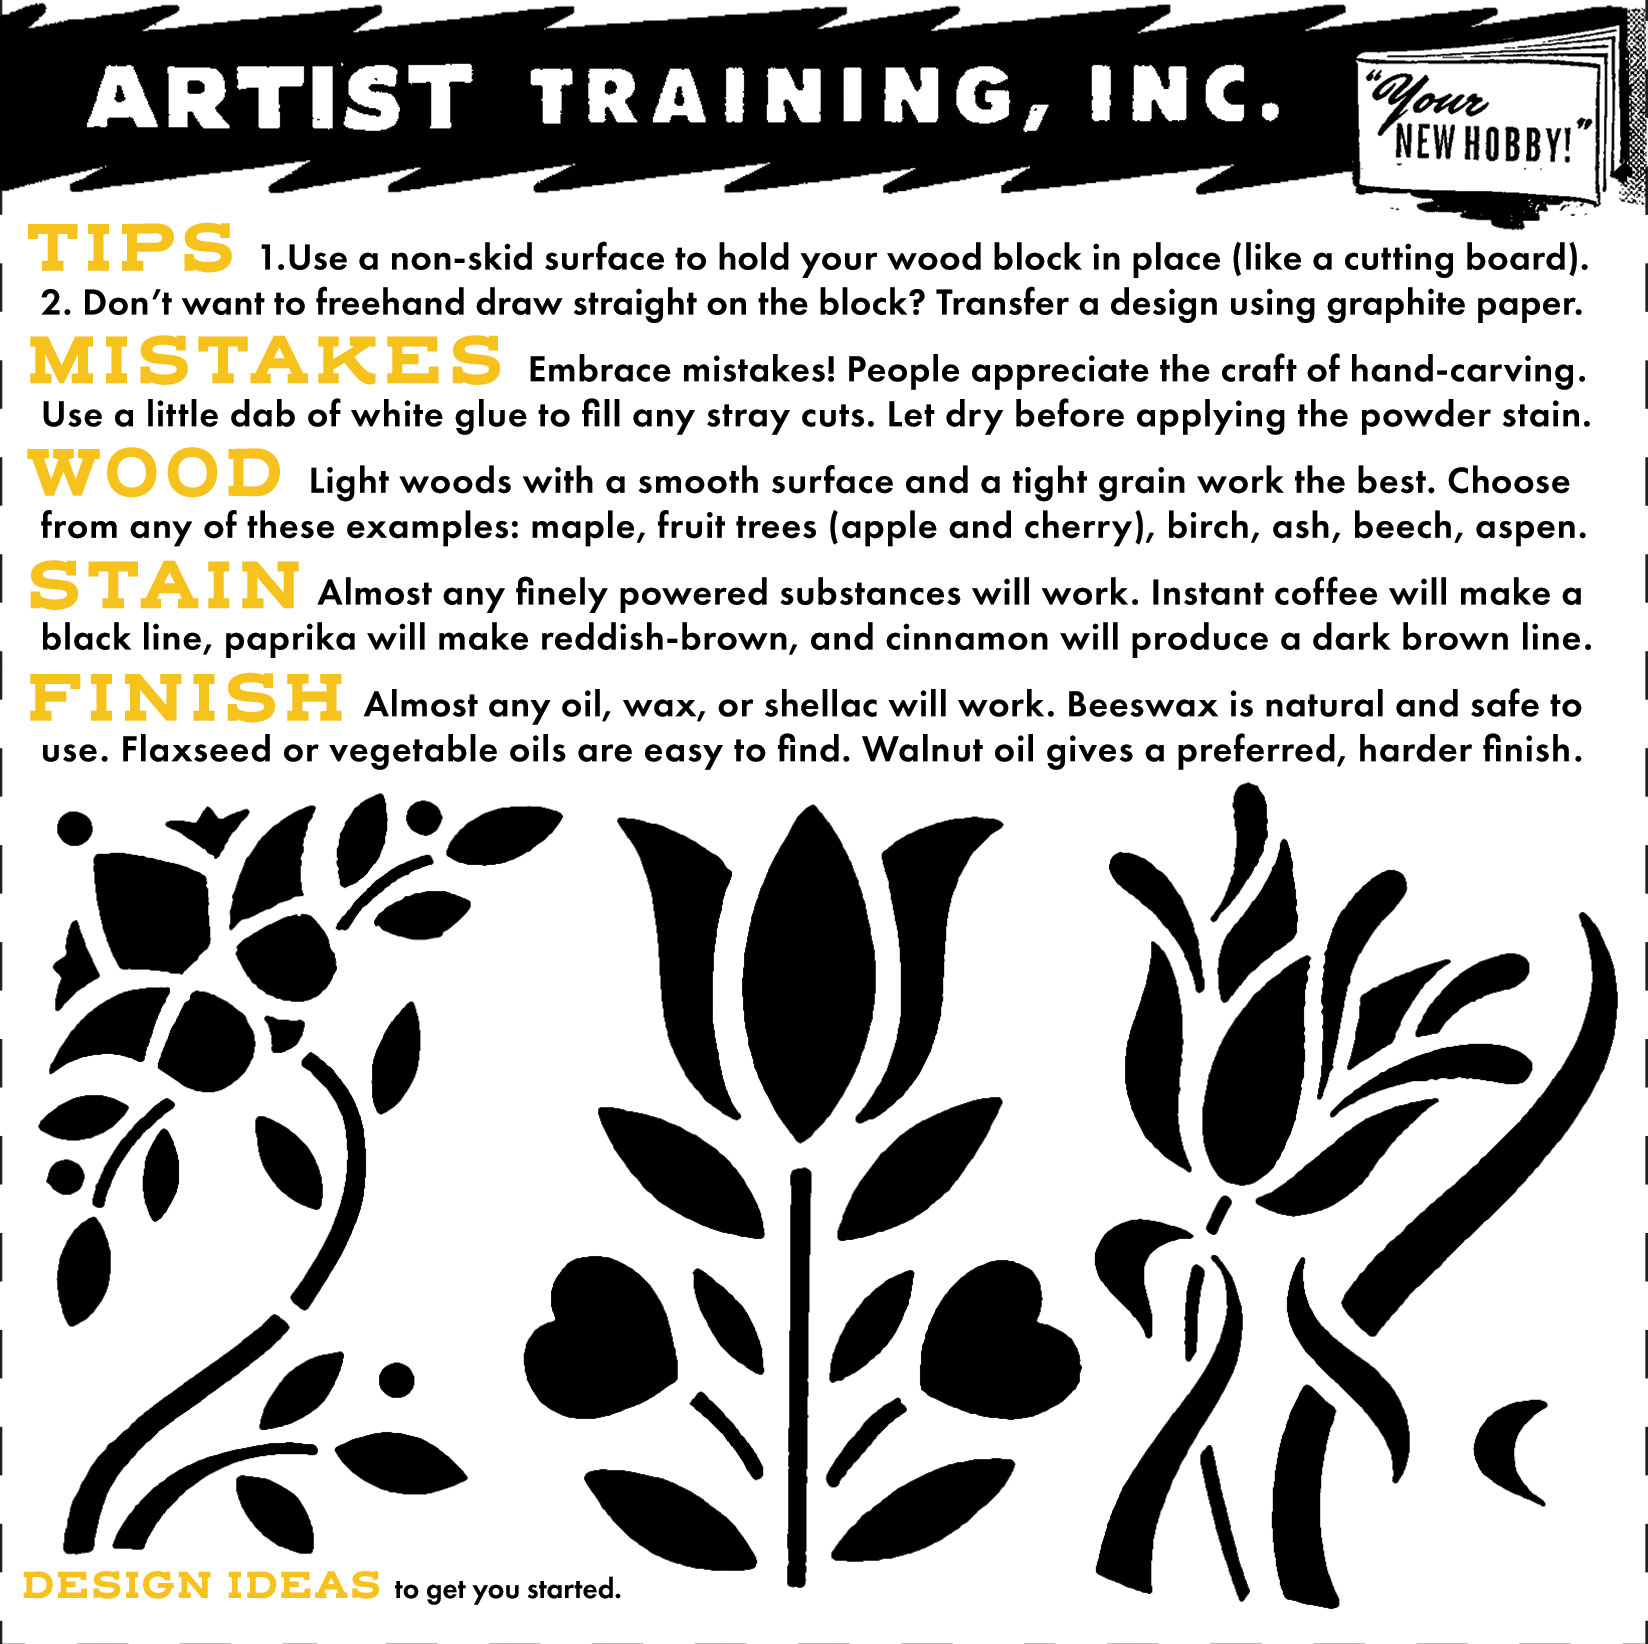 ARTIST TRAINING, INC.
"Your
NEW HOBBY!"
TIPS 1.Use a non-skid surface to hold your wood block in place (like a cutting board).
2. Don't want to freehand draw straight on the block? Transfer a design using graphite paper.
MISTAKES Embrace mistakes! People appreciate the craft of hand-carving.
Use a little dab of white glue to fill any stray cuts. Let dry before applying the powder stain.
WOOD Light woods with a smooth surface and a tight grain work the best. Choose
from any of these examples: maple, fruit trees (apple and cherry), birch, ash, beech, aspen.
STAIN Almost any finely powered substances will work. Instant coffee will make a
black line, paprika will make reddish-brown, and cinnamon will produce a dark brown line.
FINISH Almost any oil, wax, or shellac will work. Beeswax is natural and safe to
use. Flaxseed or vegetable oils are easy to find. Walnut oil gives a preferred, harder finish.
DESIGN IDEAS to get you started.